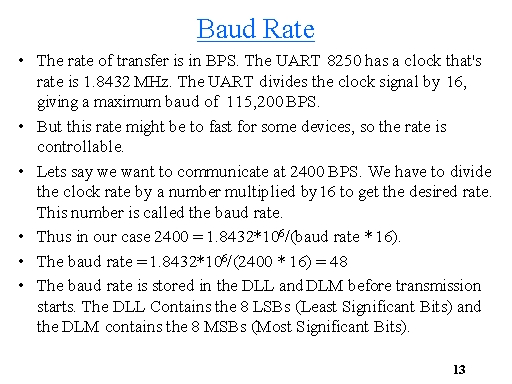 Baud Rate
• The rate of transfer is in BPS. The UART 8250 has a clock that's
rate is 1.8432 MHz. The UART divides the clock signal by 16,
giving a maximum baud of 115,200 BPS.
• But this rate might be to fast for some devices, so the rate is
controllable.
• Lets say we want to communicate at 2400 BPS. We have to divide
the clock rate by a number multiplied by 16 to get the desired rate.
This number is called the baud rate.
• Thus in our case 2400 = 1.8432*10⁶/(baud rate * 16).
• The baud rate = 1.8432*10⁶/(2400 * 16) = 48
• The baud rate is stored in the DLL and DLM before transmission
starts. The DLL Contains the 8 LSBs (Least Significant Bits) and
the DLM contains the 8 MSBs (Most Significant Bits).
13